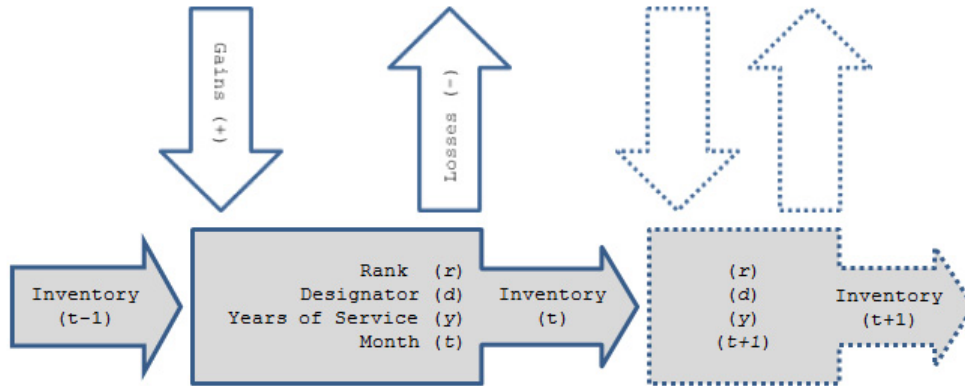 Gains (+)
Losses (-)
Inventory
(t-1)
Rank (r)
Designator (d)
Years of Service (y)
Month (t)
Inventory
(t)
(r)
(d)
(y)
(t+1)
Inventory
(t+1)